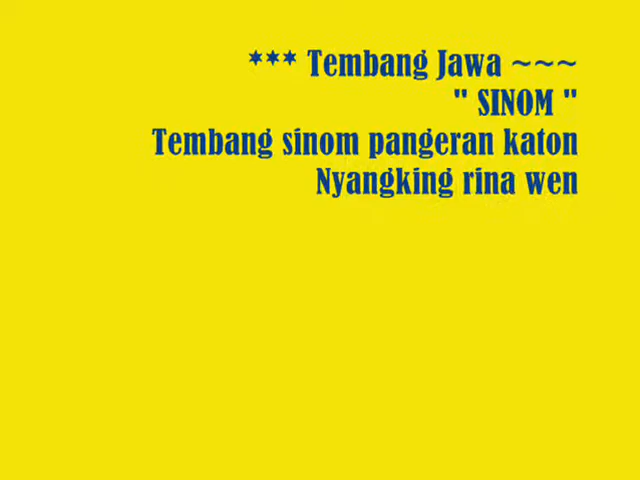 *** Tembang Jawa ~~~
" SINOM "
Tembang sinom pangeran katon
Nyangking rina wen